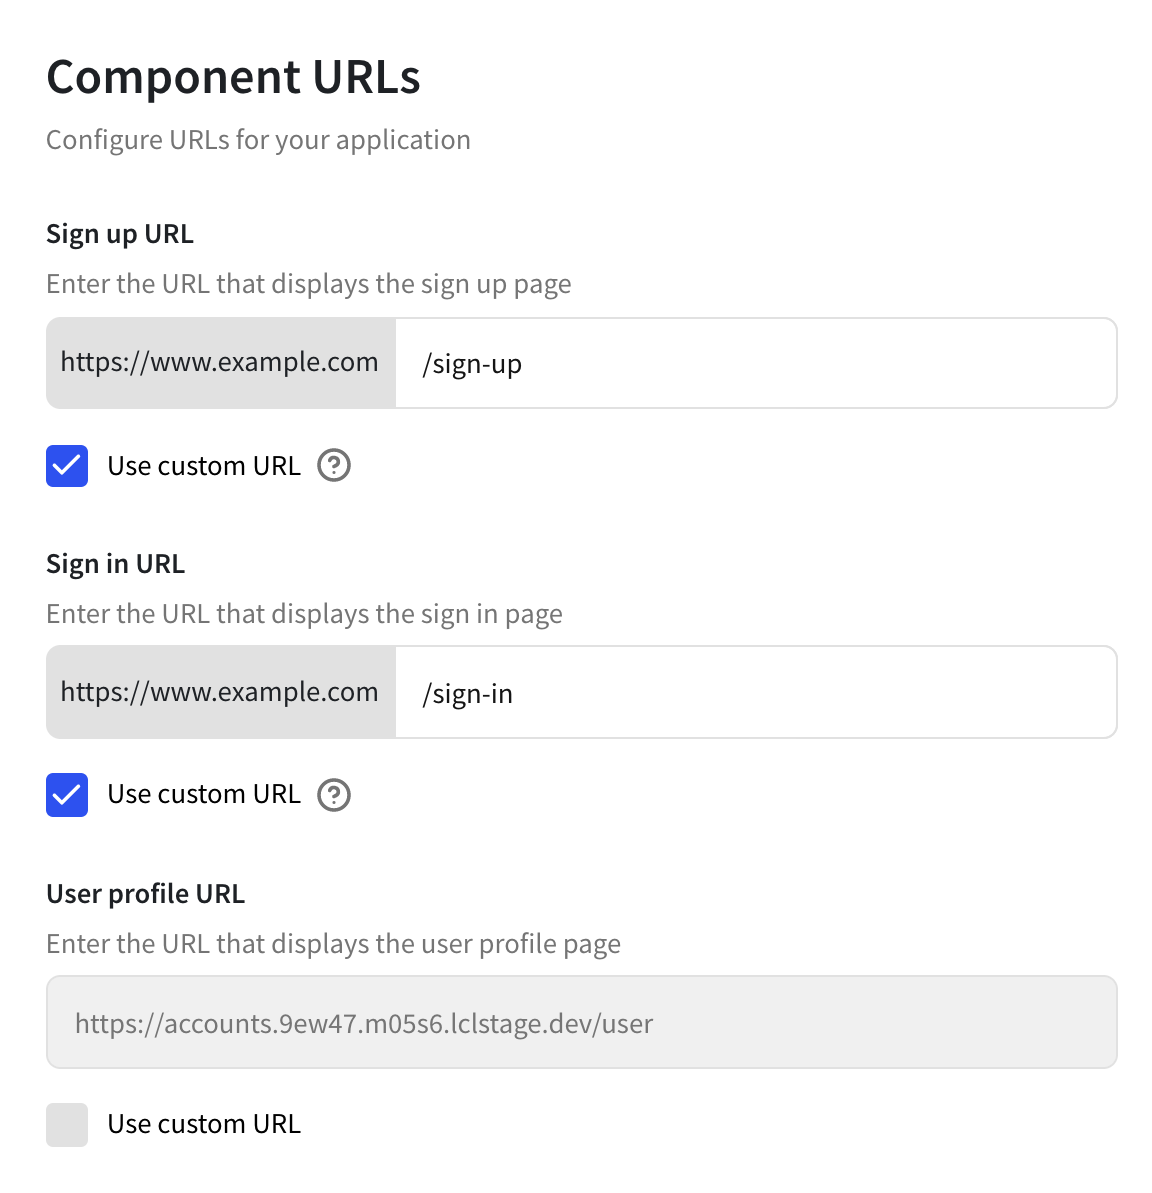 Component URLs
Configure URLs for your application
Sign up URL
Enter the URL that displays the sign up page
https://www.example.com /sign-up
Use custom URL ?
Sign in URL
Enter the URL that displays the sign in page
https://www.example.com /sign-in
Use custom URL ?
User profile URL
Enter the URL that displays the user profile page
https://accounts.9ew47.m05s6.lclstage.dev/user
Use custom URL